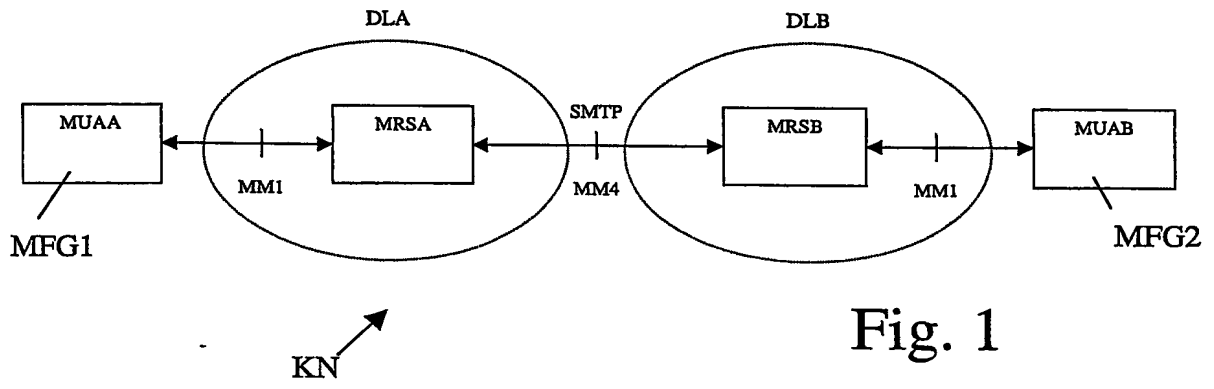 DLA
DLB
MUAA
MRSA
SMTP
MRSB
MUAB
MM1
MM4
MM1
MFG1
MFG2
KN
Fig. 1